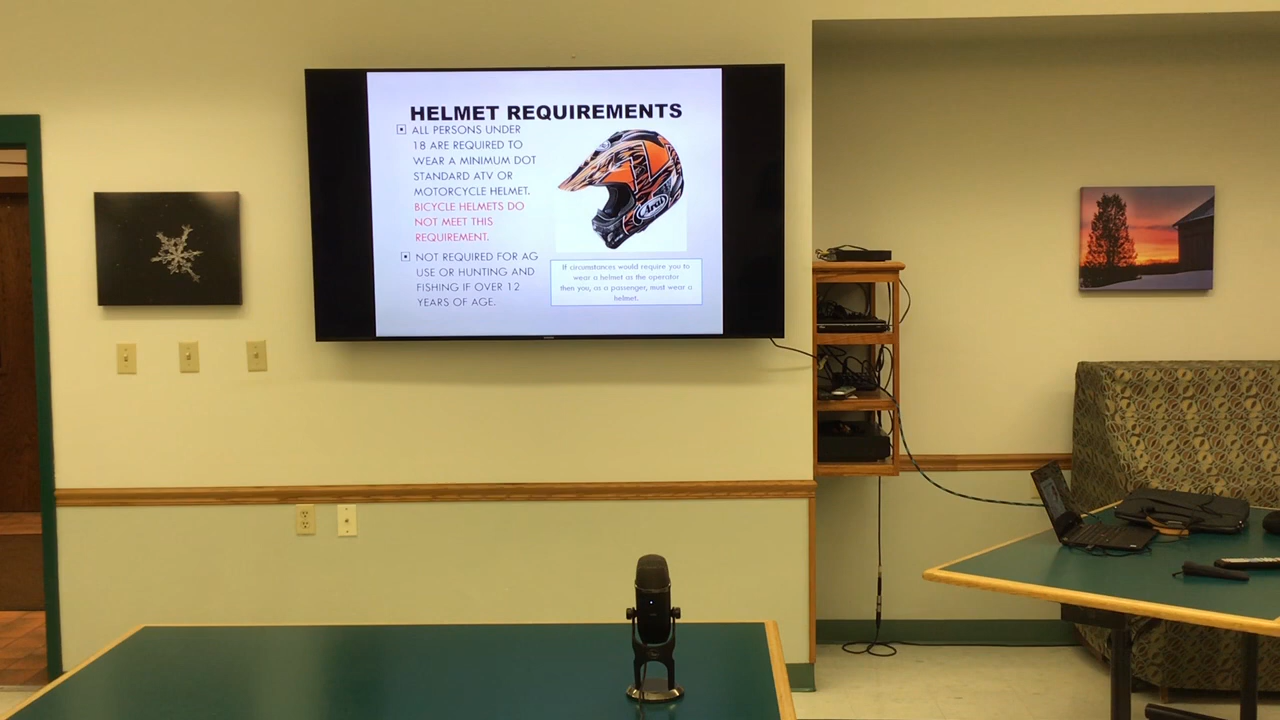 HELMET REQUIREMENTS
ALL PERSONS UNDER
18 ARE REQUIRED TO
WEAR A MINIMUM DOT
STANDARD ATV OR
MOTORCYCLE HELMET.
BICYCLE HELMETS DO
NOT MEET THIS
REQUIREMENT.
NOT REQUIRED FOR AG
USE OR HUNTING AND
FISHING IF OVER 12
YEARS OF AGE.
ARAI
If circumstances would require you to
wear a helmet as the operator
then you, as a passenger, must wear a
helmet.